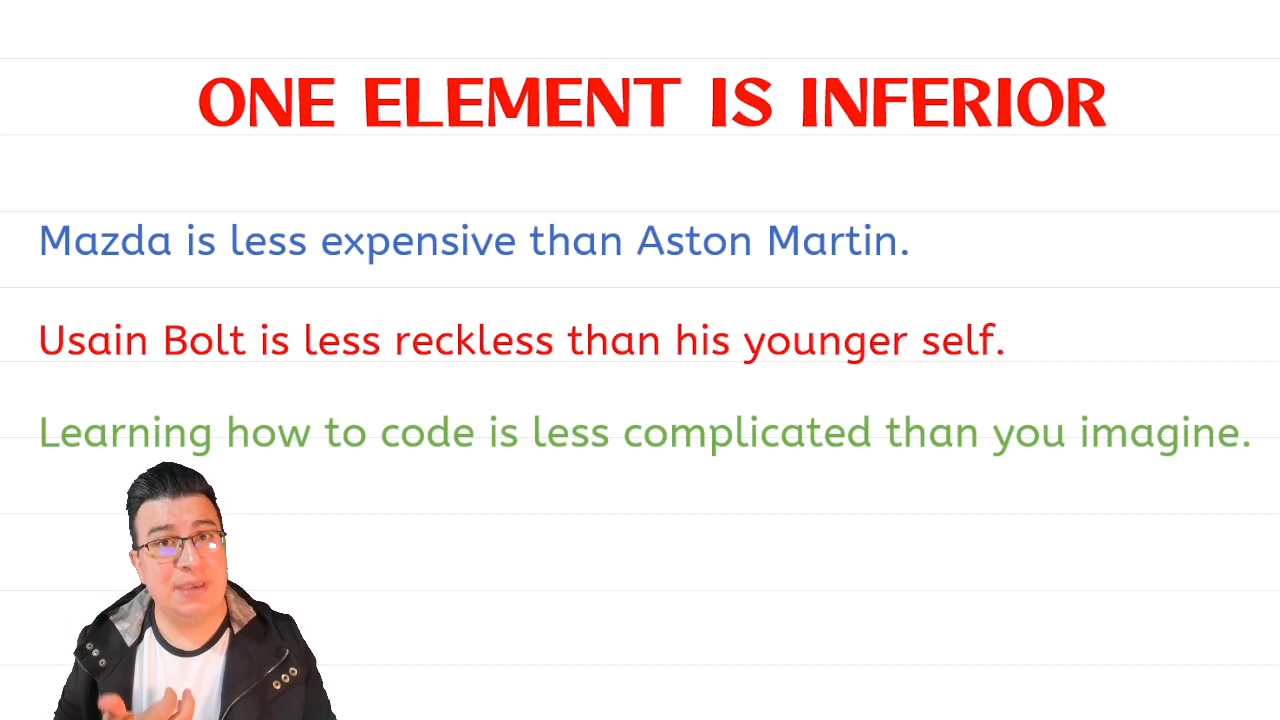 ONE ELEMENT IS INFERIOR
Mazda is less expensive than Aston Martin.
Usain Bolt is less reckless than his younger self.
Learning how to code is less complicated than you imagine.